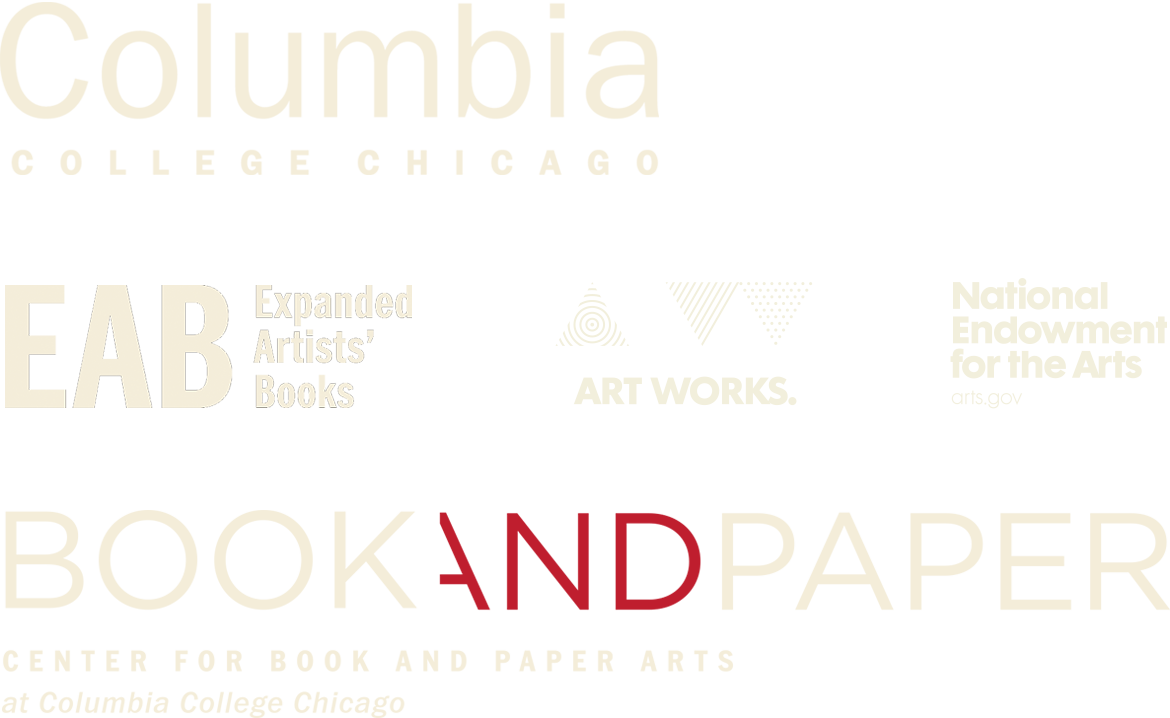 Columbia
COLLEGE CHICAGO
EAB
Expanded
Artists’
Books
ART WORKS.
National
Endowment
for the Arts
arts.gov
BOOKANDPAPER
CENTER FOR BOOK AND PAPER ARTS
at Columbia College Chicago